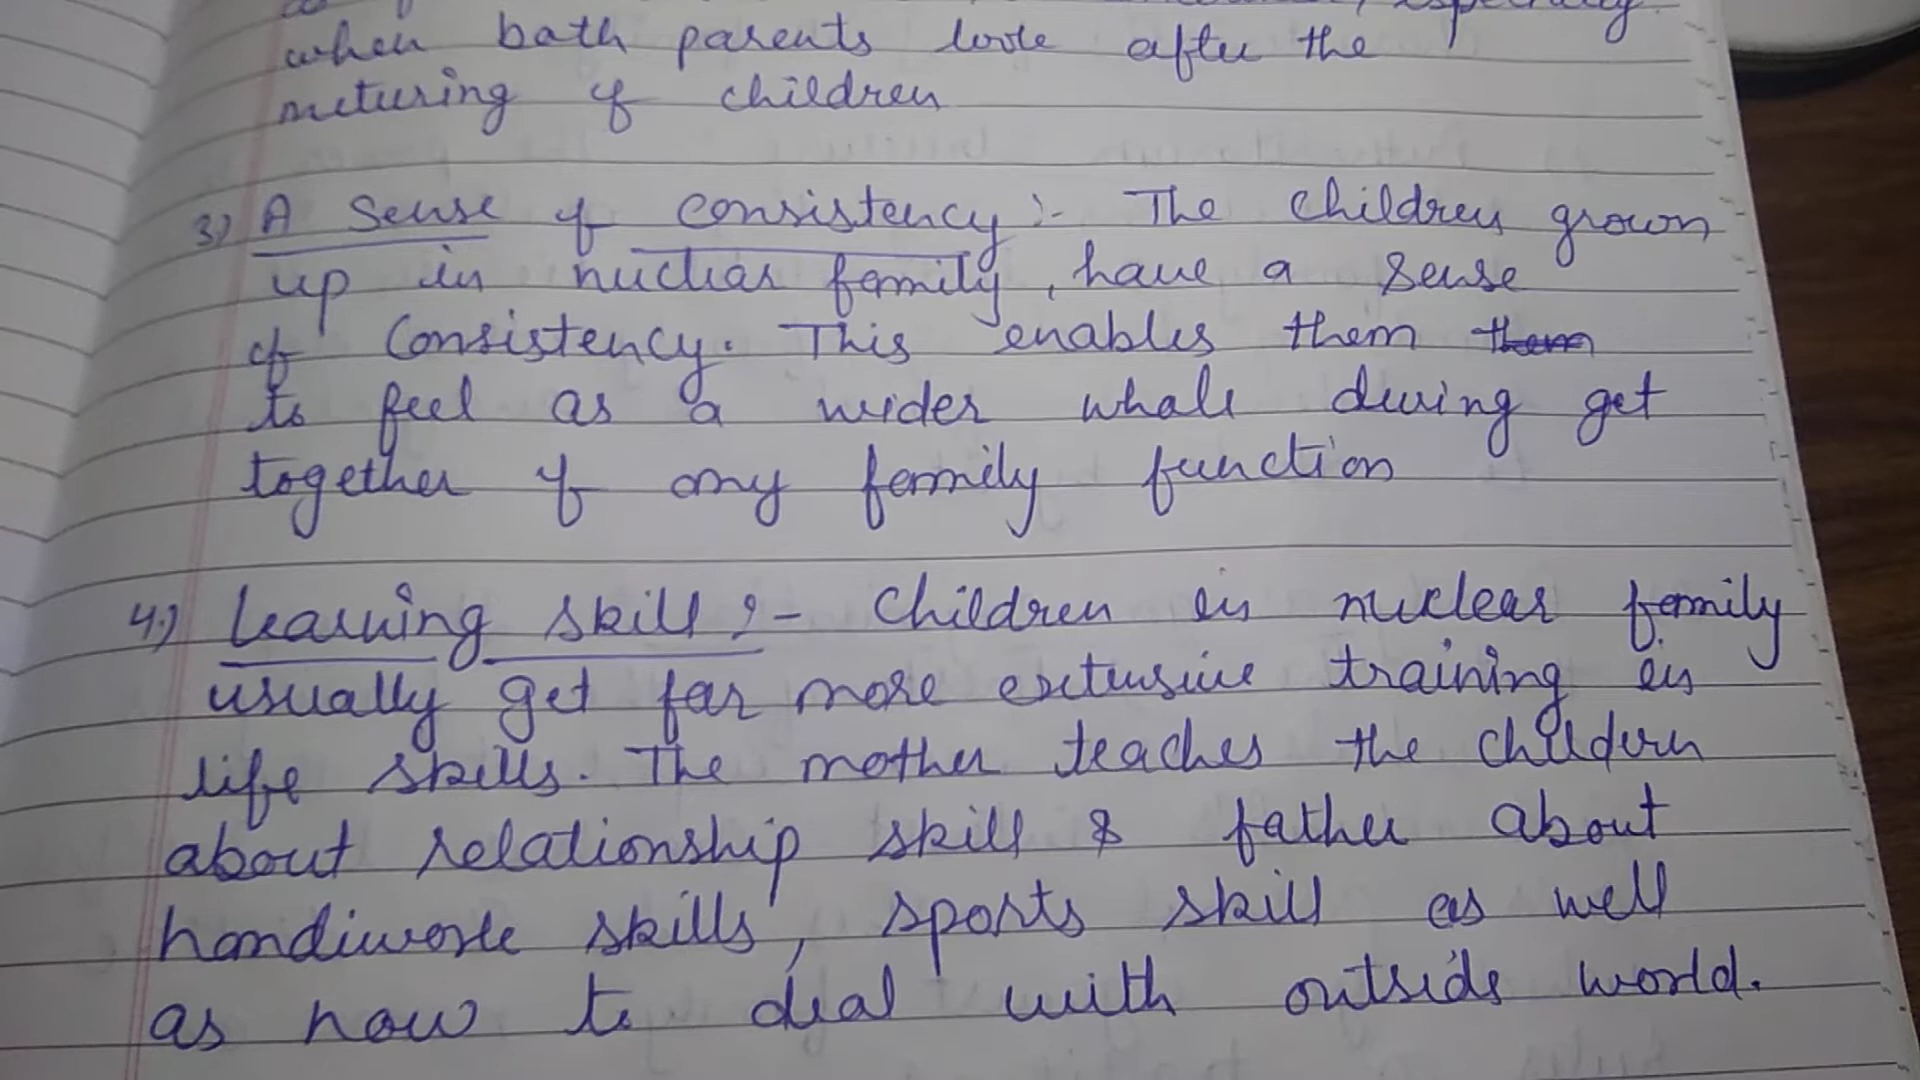 especially
when both parents look after the
nuturing of children
3) A Sense of consistency :- The children grown
up in nuclear family, have a sense
of Consistency. This enables them them
to feel as a wider whole during get
together of any family function
4.) Learning skill :- Children in nuclear family
usually get far more extensive training in
life skills. The mother teaches the children
about relationship skill & father about
handiwork skills, sports skill as well
as how to deal with outside world.